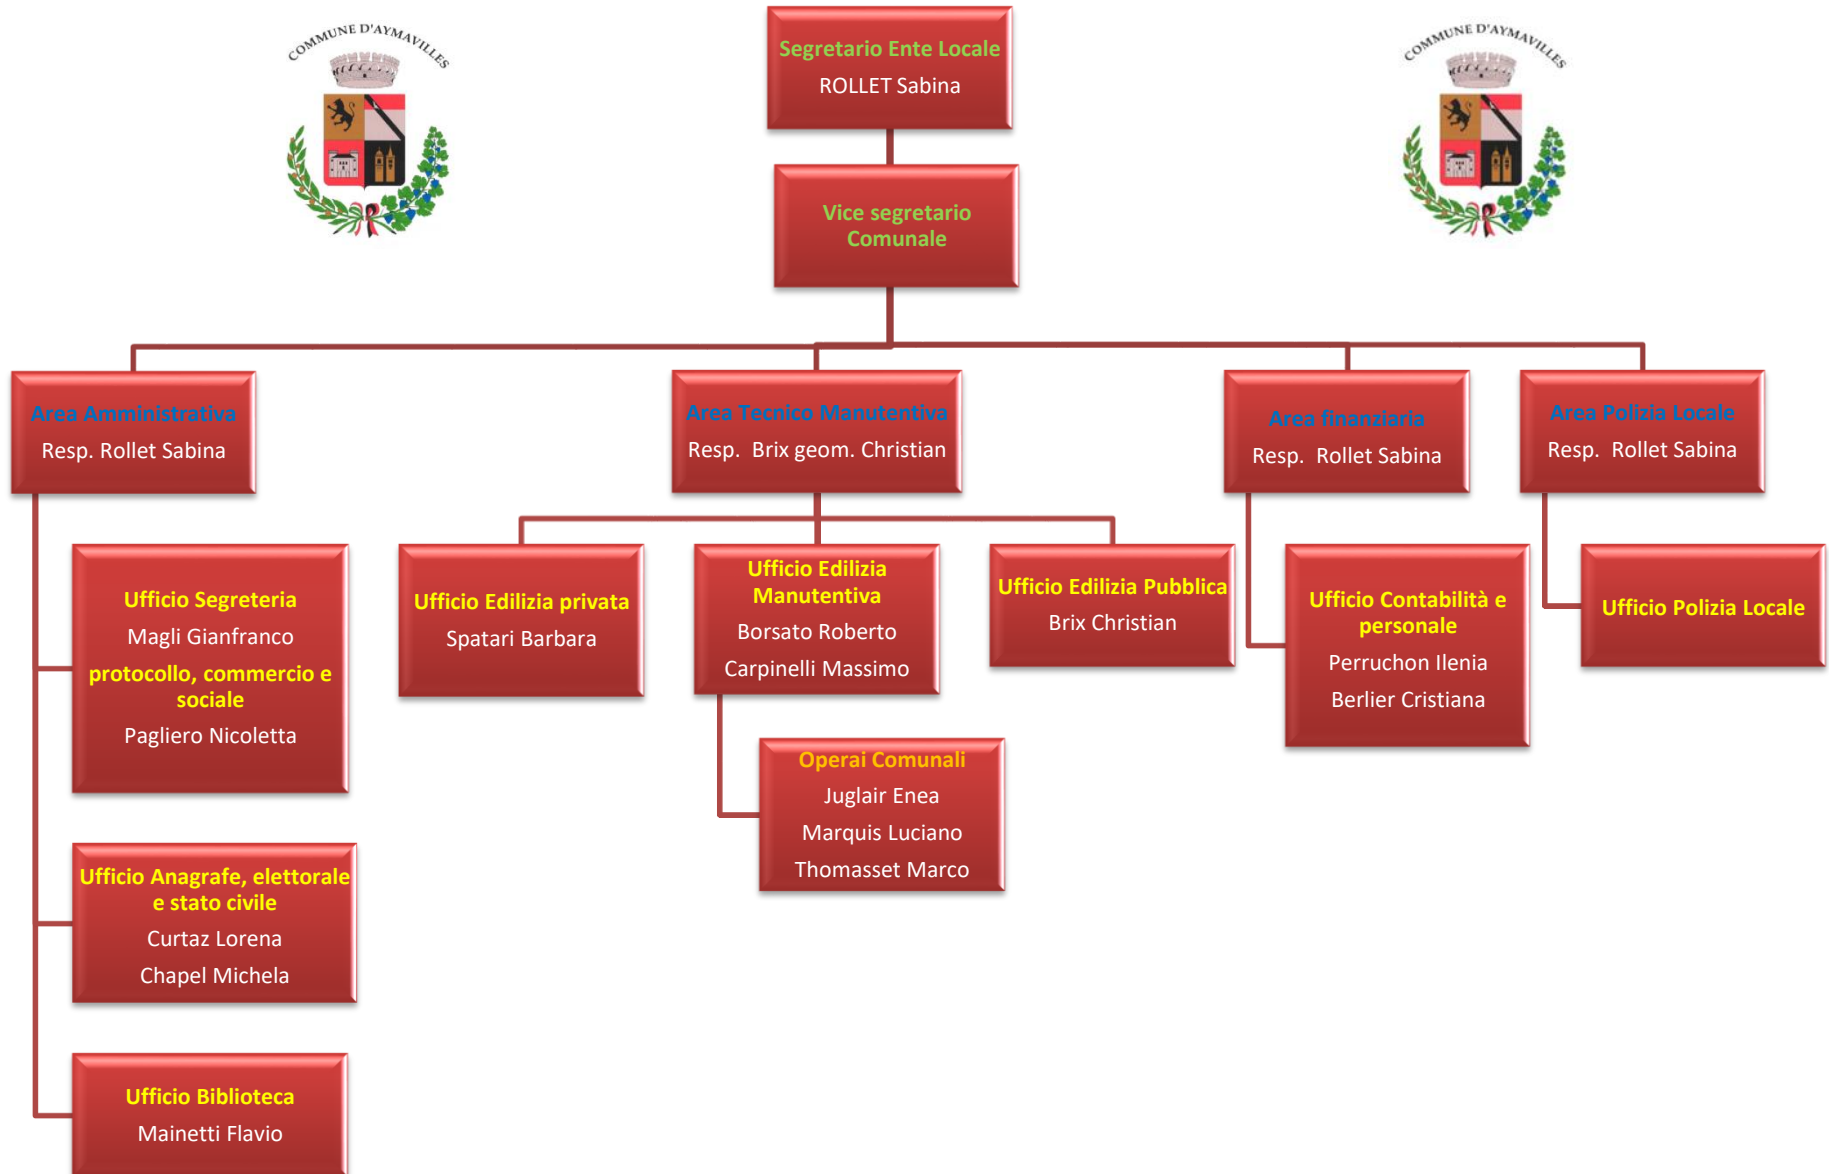 COMMUNE D'AYMAVILLES
COMMUNE D'AYMAVILLES
Segretario Ente Locale
ROLLET Sabina
Vice segretario
Comunale
Area Amministrativa
Resp. Rollet Sabina
Area Tecnico Manutentiva
Resp. Brix geom. Christian
Area finanziaria
Resp. Rollet Sabina
Area Polizia Locale
Resp. Rollet Sabina
Ufficio Segreteria
Magli Gianfranco
protocollo, commercio e
sociale
Pagliero Nicoletta
Ufficio Anagrafe, elettorale
e stato civile
Curtaz Lorena
Chapel Michela
Ufficio Biblioteca
Mainetti Flavio
Ufficio Edilizia privata
Spatari Barbara
Ufficio Edilizia
Manutentiva
Borsato Roberto
Carpinelli Massimo
Operai Comunali
Juglair Enea
Marquis Luciano
Thomasset Marco
Ufficio Edilizia Pubblica
Brix Christian
Ufficio Contabilità e
personale
Perruchon Ilenia
Berlier Cristiana
Ufficio Polizia Locale